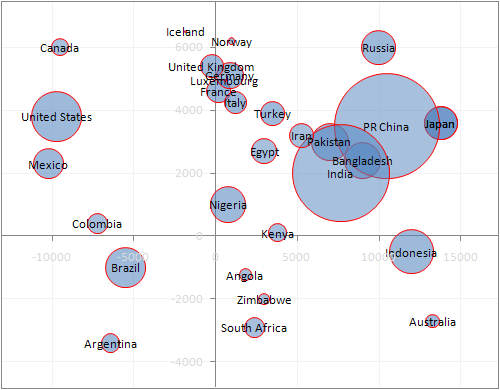 Iceland
Norway
6000
Canada
Russia
United Kingdom
Germany
Luxembourg
France
Italy
4000
Turkey
United States
PR China
Japan
Iran
Pakistan
Egypt
Bangladesh
Mexico
2000
India
Nigeria
Colombia
Kenya
0
-10000
0
5000
10000
15000
Indonesia
Brazil
Angola
-2000
Zimbabwe
South Africa
Australia
Argentina
-4000